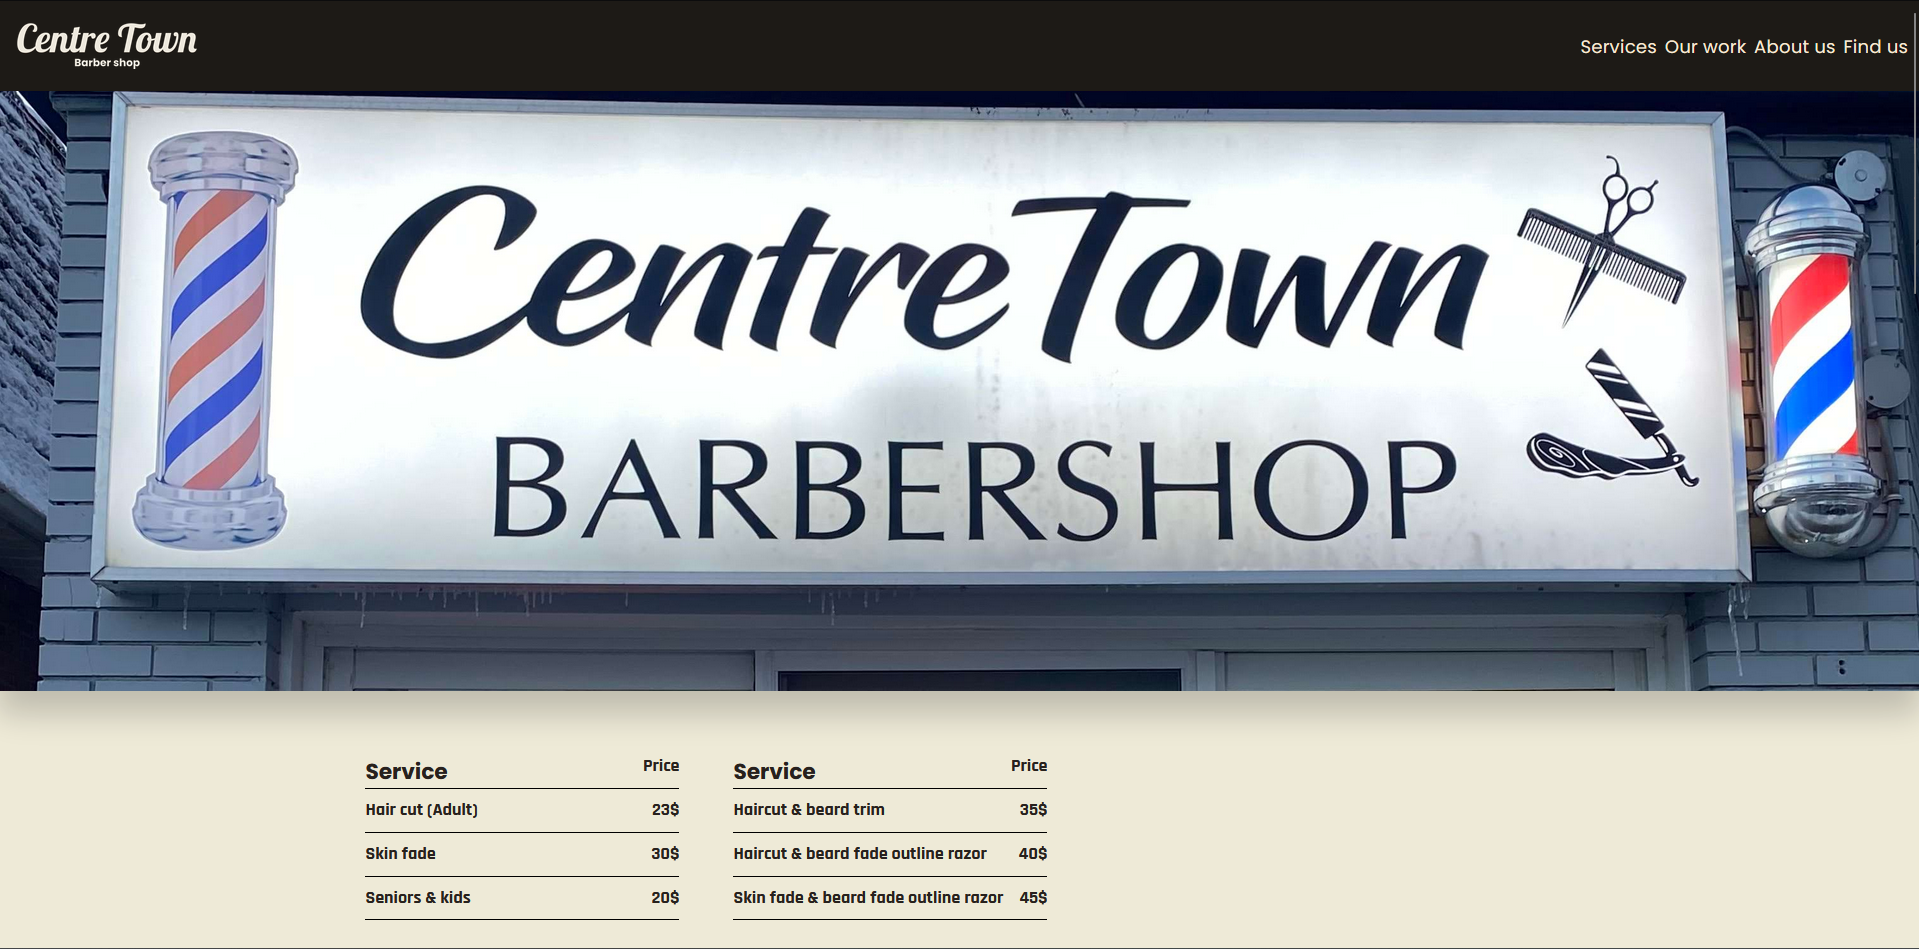 Centre Town
Barber shop
Services Our work About us Find us
Centre Town
BARBERSHOP
Service Price
Hair cut (Adult) 23$
Skin fade 30$
Seniors & kids 20$
Service Price
Haircut & beard trim 35$
Haircut & beard fade outline razor 40$
Skin fade & beard fade outline razor 45$